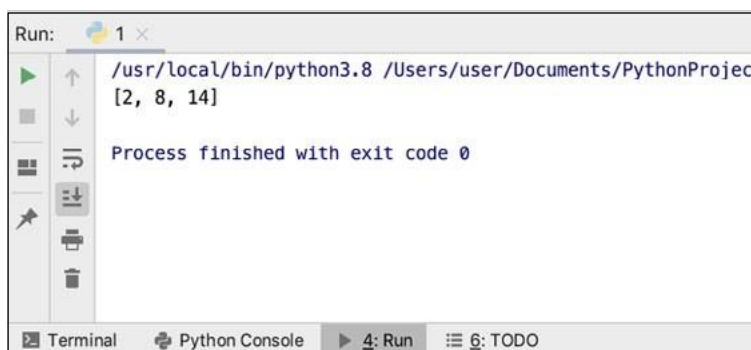 Run: 1 ×
/usr/local/bin/python3.8 /Users/user/Documents/PythonProjec
[2, 8, 14]
Process finished with exit code 0
Terminal Python Console 4: Run 6: TODO